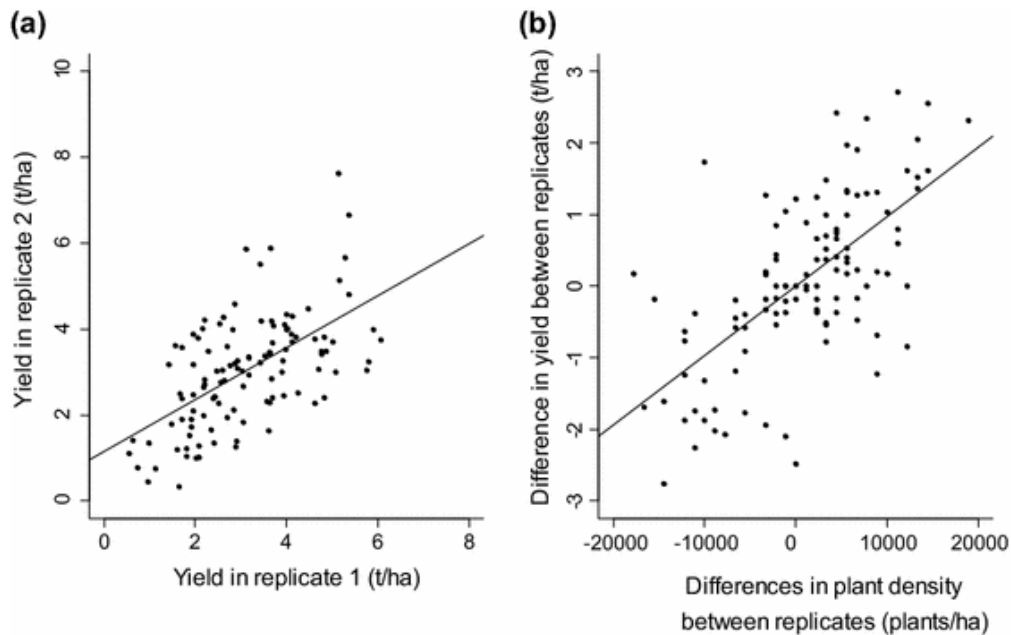 (a)
Yield in replicate 2 (t/ha)
10
8
6
4
2
0
0 2 4 6 8
Yield in replicate 1 (t/ha)
(b)
Difference in yield between replicates (t/ha)
3
2
1
0
-1
-2
-3
-20000 -10000 0 10000 20000
Differences in plant density
between replicates (plants/ha)